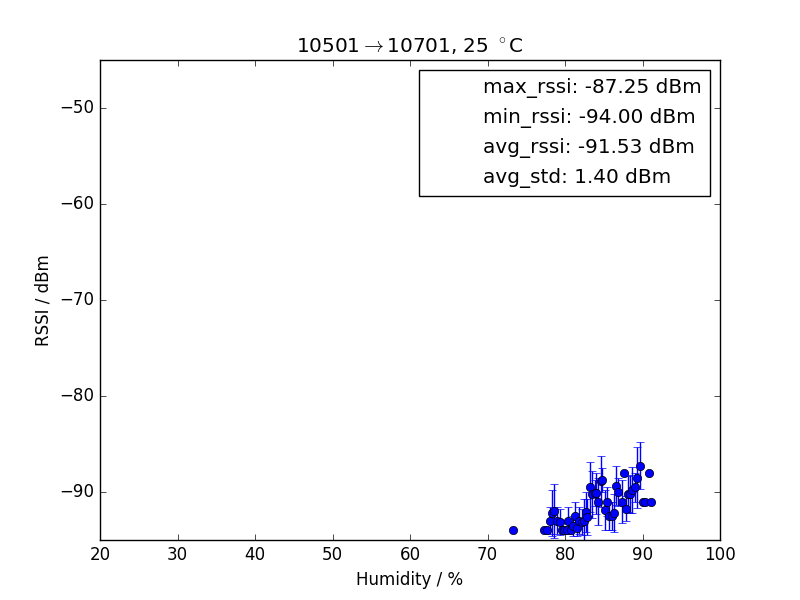 10501→10701, 25 °C
max_rssi: -87.25 dBm
min_rssi: -94.00 dBm
avg_rssi: -91.53 dBm
avg_std: 1.40 dBm
RSSI / dBm
−50
−60
−70
−80
−90
20 30 40 50 60 70 80 90 100
Humidity / %